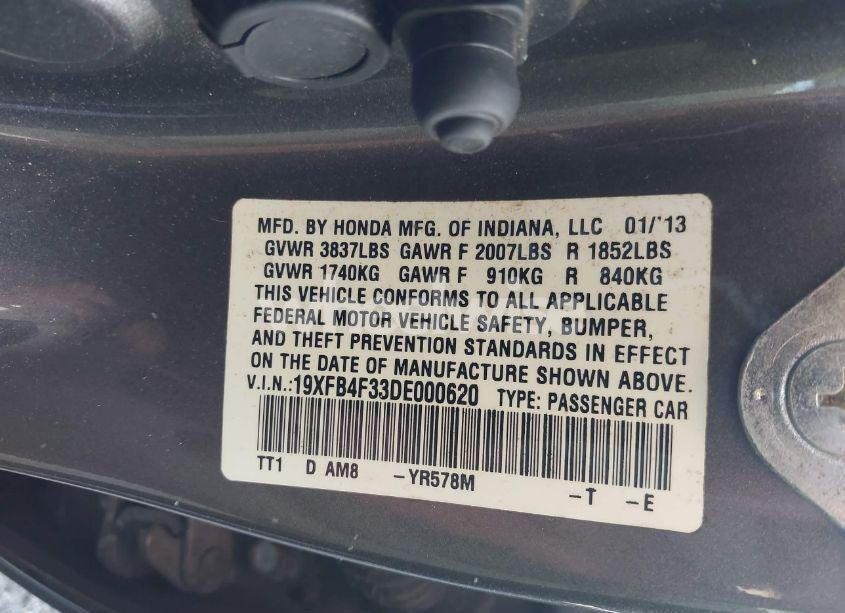 MFD. BY HONDA MFG. OF INDIANA, LLC 01/'13
GVWR 3837LBS GAWR F 2007LBS R 1852LBS
GVWR 1740KG GAWR F 910KG R 840KG
THIS VEHICLE CONFORMS TO ALL APPLICABLE
FEDERAL MOTOR VEHICLE SAFETY, BUMPER,
AND THEFT PREVENTION STANDARDS IN EFFECT
ON THE DATE OF MANUFACTURE SHOWN ABOVE.
V.I.N.:19XFB4F33DE000620 TYPE: PASSENGER CAR
TT1 D AM8 -YR578M -T -E